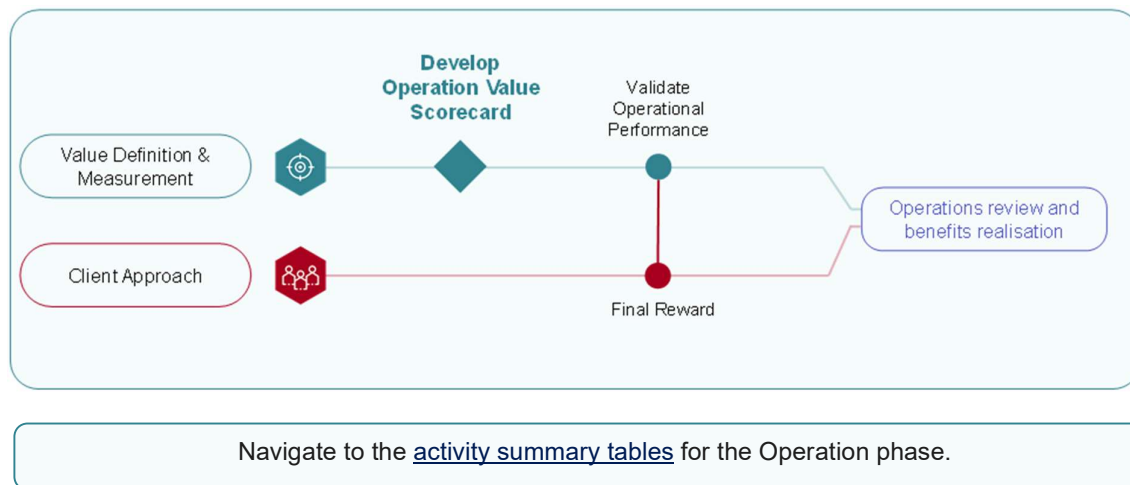 Develop
Operation Value
Scorecard
Validate
Operational
Performance
Value Definition &
Measurement
Operations review and
benefits realisation
Client Approach
Final Reward
Navigate to the activity summary tables for the Operation phase.